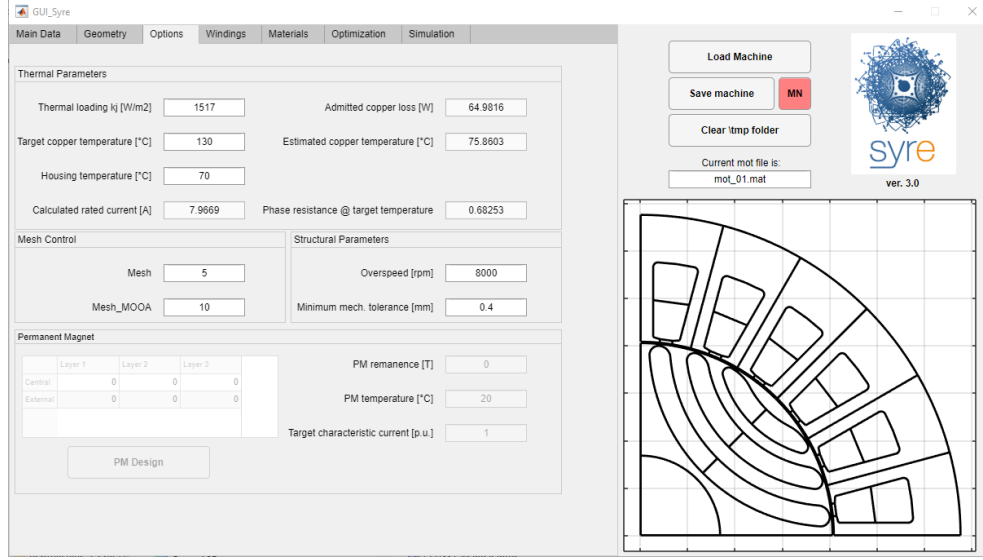 GUI_Syre
Main Data Geometry Options Windings Materials Optimization Simulation
Thermal Parameters
Thermal loading kj [W/m2] 1517 Admitted copper loss [W] 64.9816
Target copper temperature [°C] 130 Estimated copper temperature [°C] 75.8603
Housing temperature [°C] 70
Calculated rated current [A] 7.9669 Phase resistance @ target temperature 0.68253
Mesh Control Structural Parameters
Mesh 5 Overspeed [rpm] 8000
Mesh_MOOA 10 Minimum mech. tolerance [mm] 0.4
Permanent Magnet
Layer 1 Layer 2 Layer 3
Central 0 0 0
External 0 0 0
PM remanence [T] 0
PM temperature [°C] 20
Target characteristic current [p.u.] 1
PM Design
Load Machine
Save machine MN
Clear \tmp folder
Current mot file is:
mot_01.mat
syre
ver. 3.0